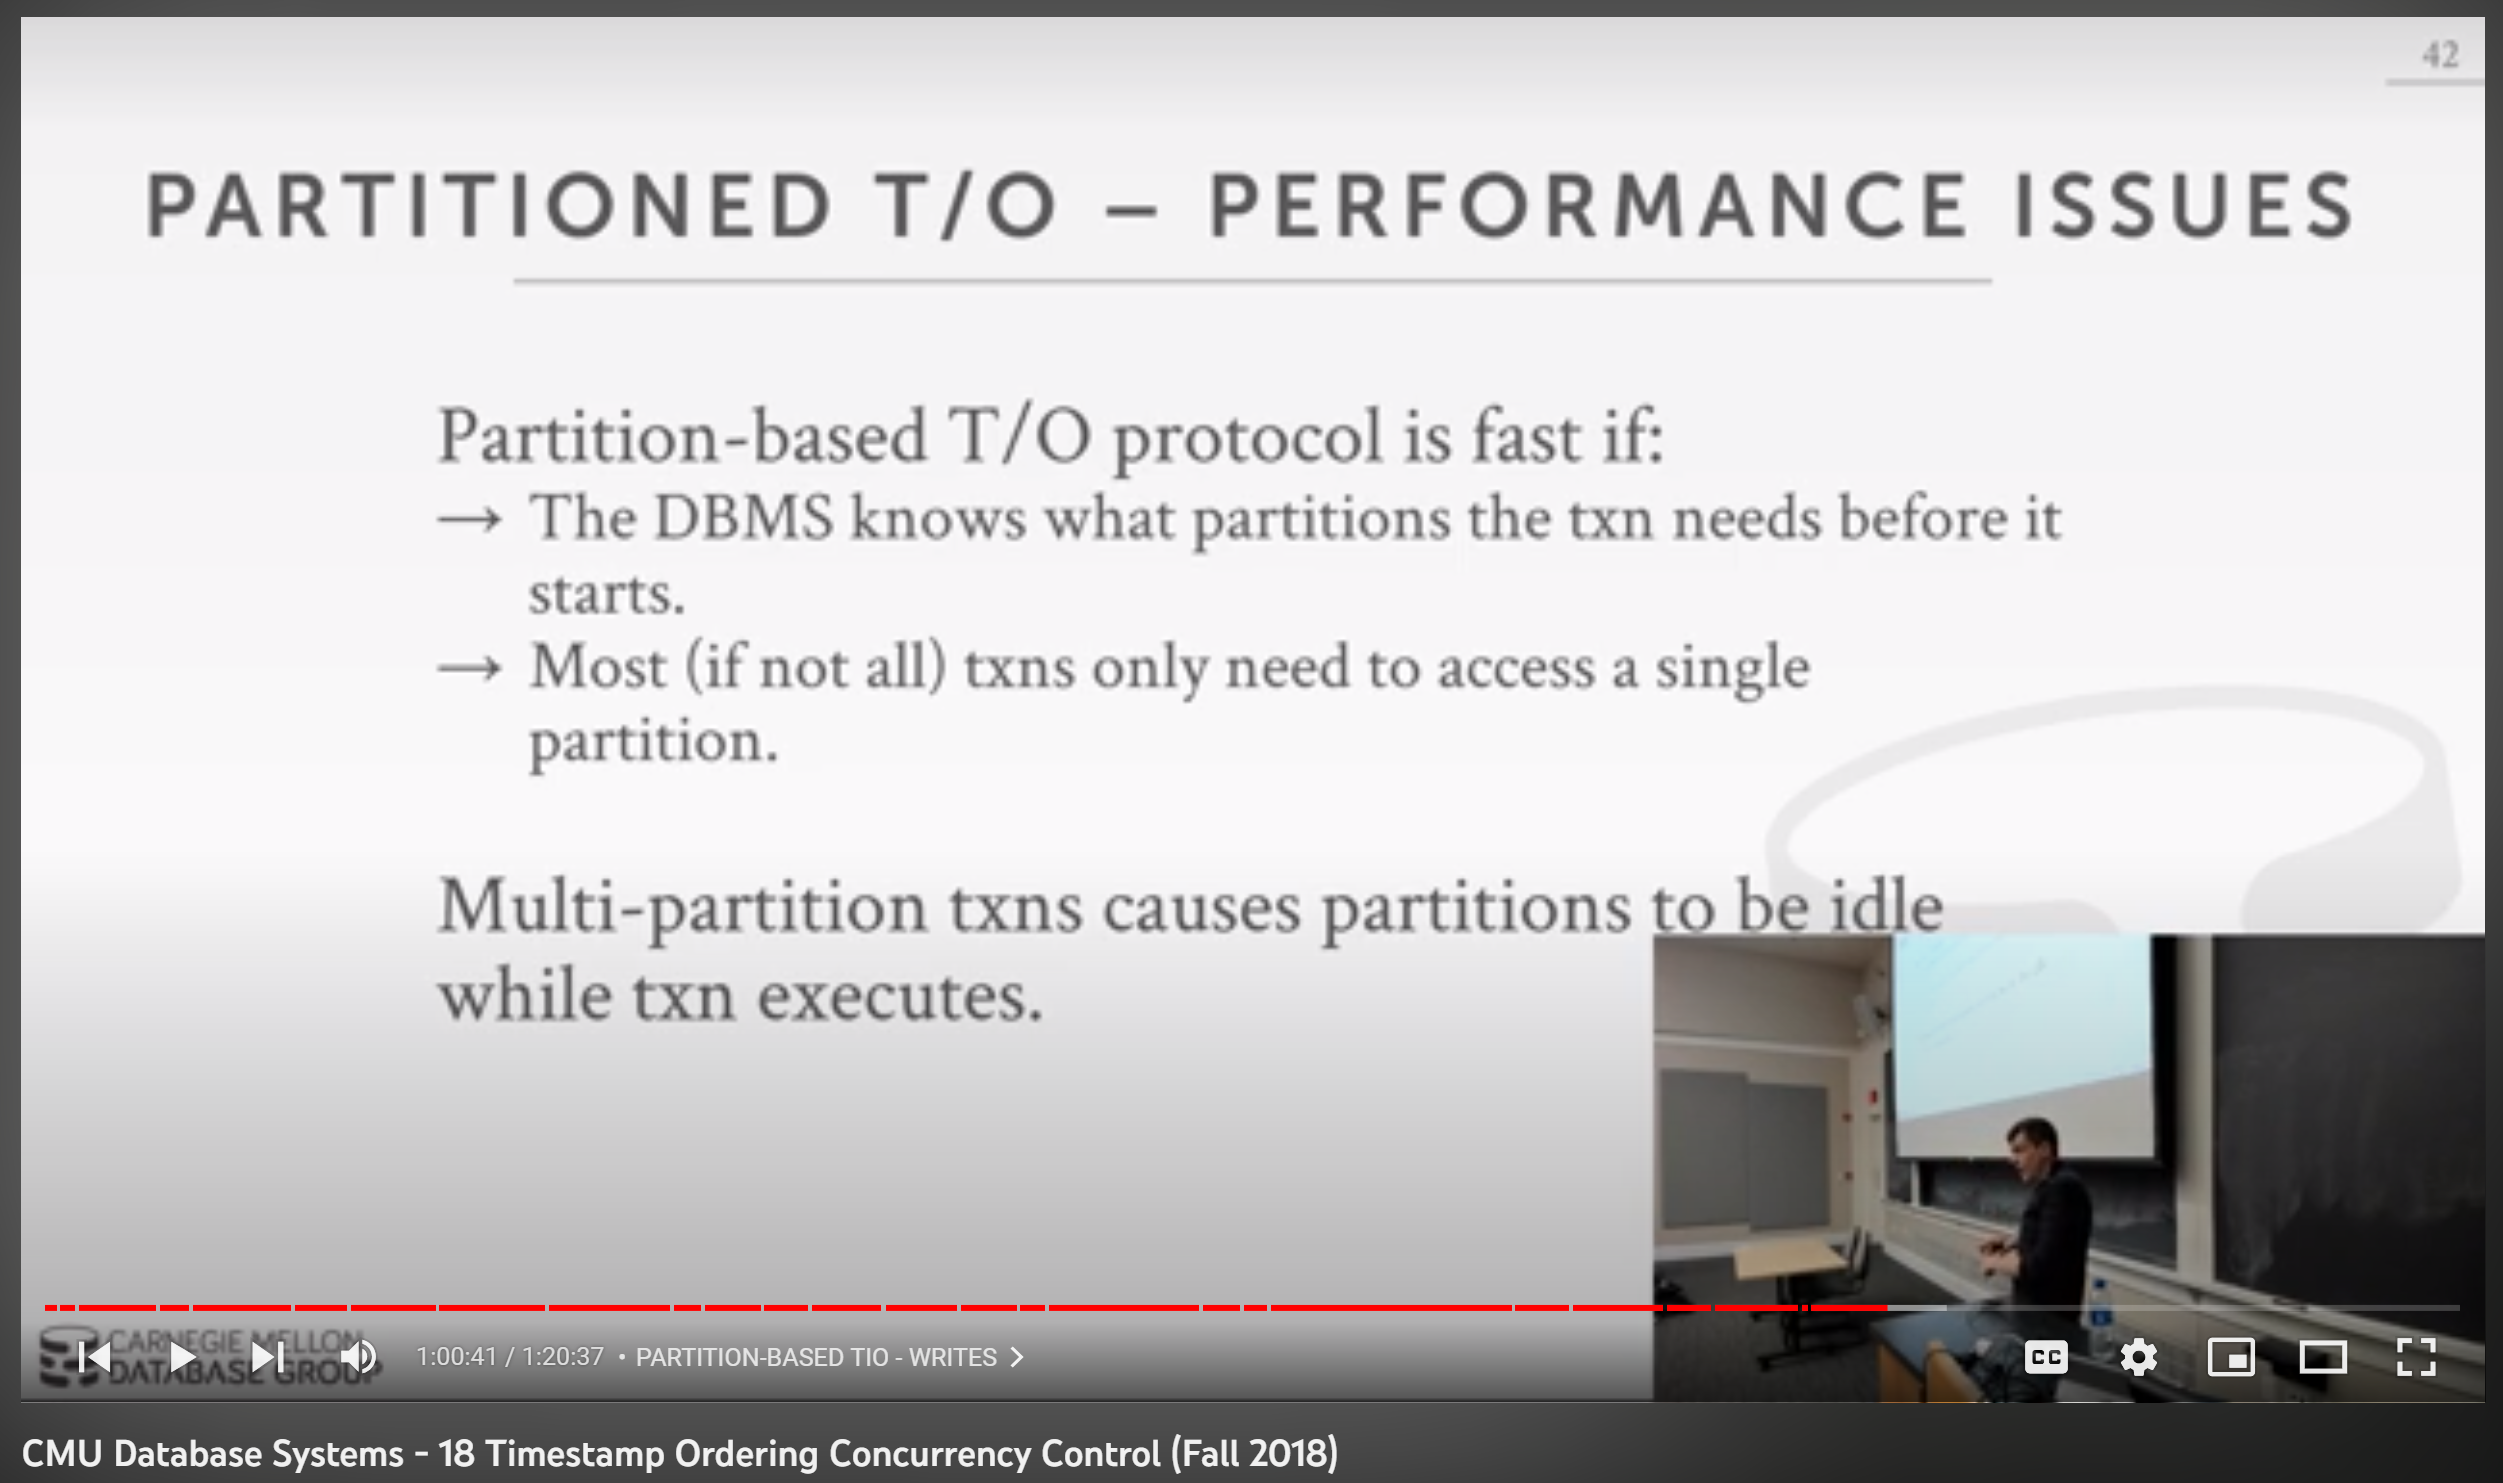 42
PARTITIONED T/O – PERFORMANCE ISSUES
Partition-based T/O protocol is fast if:
→ The DBMS knows what partitions the txn needs before it
starts.
→ Most (if not all) txns only need to access a single
partition.
Multi-partition txns causes partitions to be idle
while txn executes.
CARNEGIE MELLON
DATABASE GROUP
1:00:41 / 1:20:37 • PARTITION-BASED TIO - WRITES
CC
CMU Database Systems - 18 Timestamp Ordering Concurrency Control (Fall 2018)